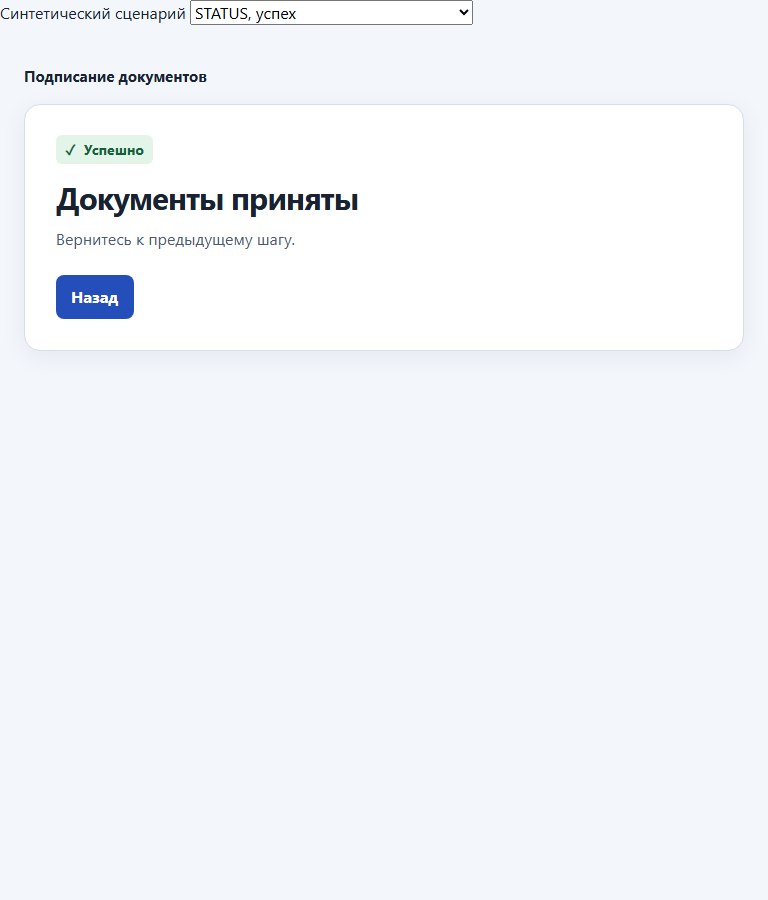 Синтетический сценарий STATUS, успех
Подписание документов
✓ Успешно
Документы приняты
Вернитесь к предыдущему шагу.
Назад